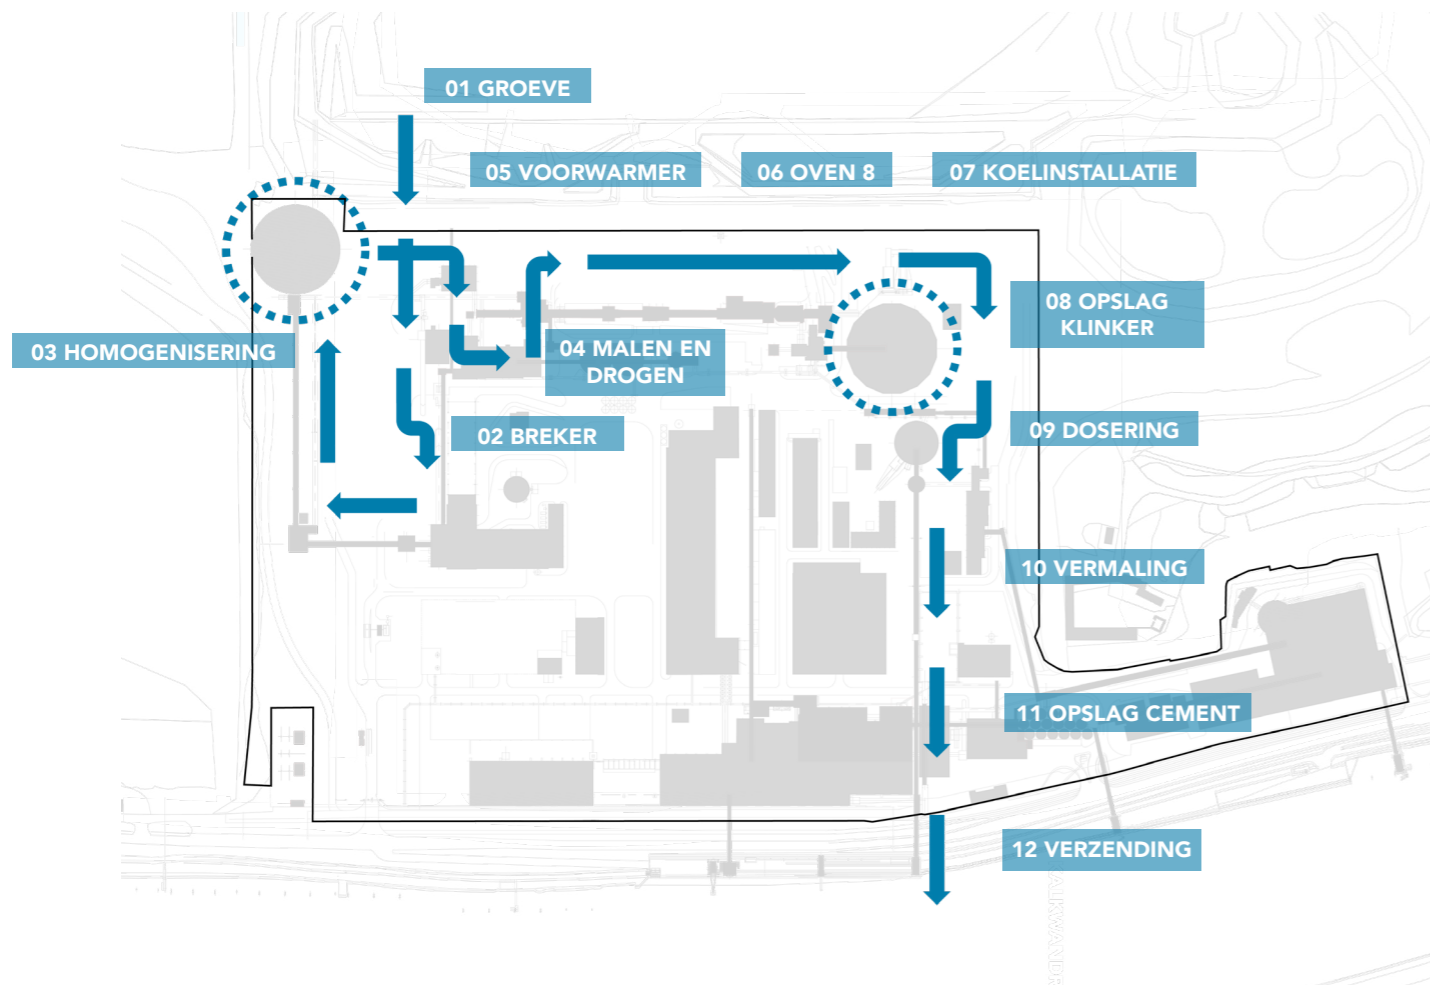 01 GROEVE
05 VOORWARMER
06 OVEN 8
07 KOELINSTALLATIE
08 OPSLAG
KLINKER
03 HOMOGENISERING
04 MALEN EN
DROGEN
02 BREKER
09 DOSERING
10 VERMALING
11 OPSLAG CEMENT
12 VERZENDING